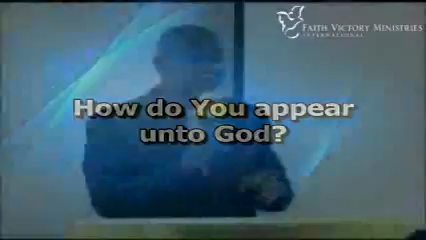 FAITH VICTORY MINISTRIES
INTERNATIONAL
How do You appear
unto God?